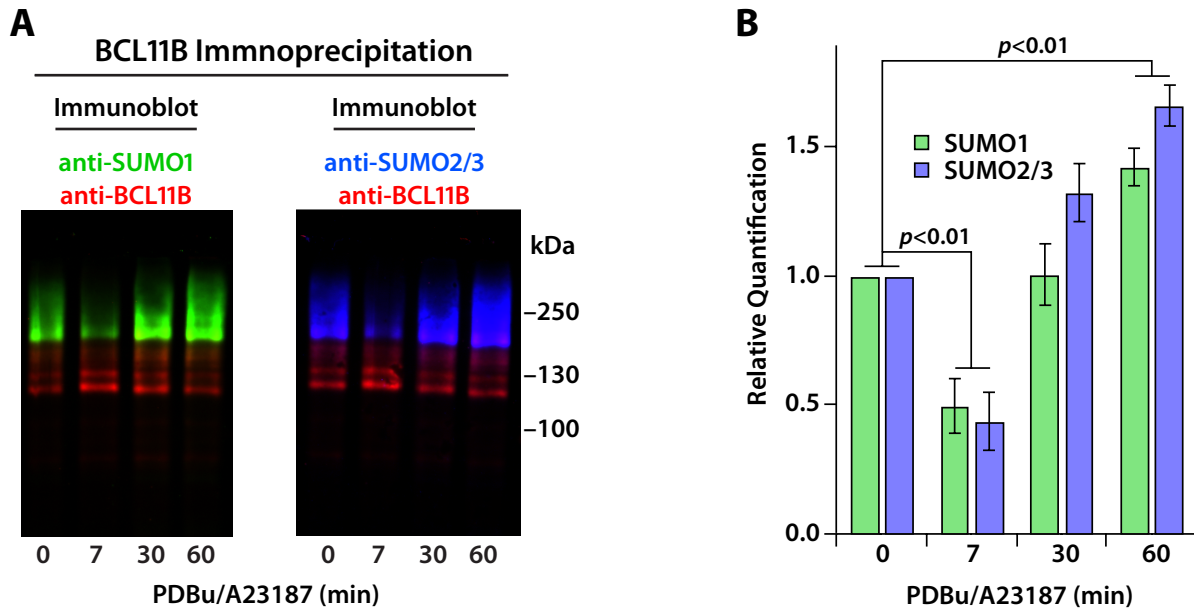 A
BCL11B Immnoprecipitation
Immunoblot
anti-SUMO1
anti-BCL11B
Immunoblot
anti-SUMO2/3
anti-BCL11B
kDa
–250
–130
–100
0 7 30 60
0 7 30 60
PDBu/A23187 (min)
B
p<0.01
SUMO1
SUMO2/3
p<0.01
Relative Quantification
1.5
1.0
0.5
0.0
0 7 30 60
PDBu/A23187 (min)